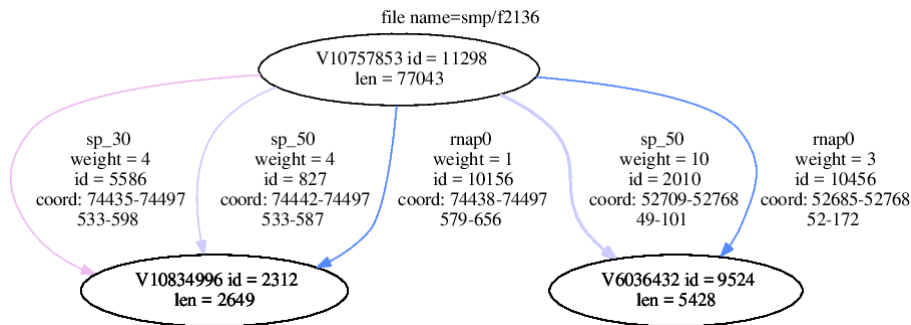 file name=smp/f2136
V10757853 id = 11298
len = 77043
sp_30
weight = 4
id = 5586
coord: 74435-74497
533-598
sp_50
weight = 4
id = 827
coord: 74442-74497
533-587
rnap0
weight = 1
id = 10156
coord: 74438-74497
579-656
sp_50
weight = 10
id = 2010
coord: 52709-52768
49-101
rnap0
weight = 3
id = 10456
coord: 52685-52768
52-172
V10834996 id = 2312
len = 2649
V6036432 id = 9524
len = 5428